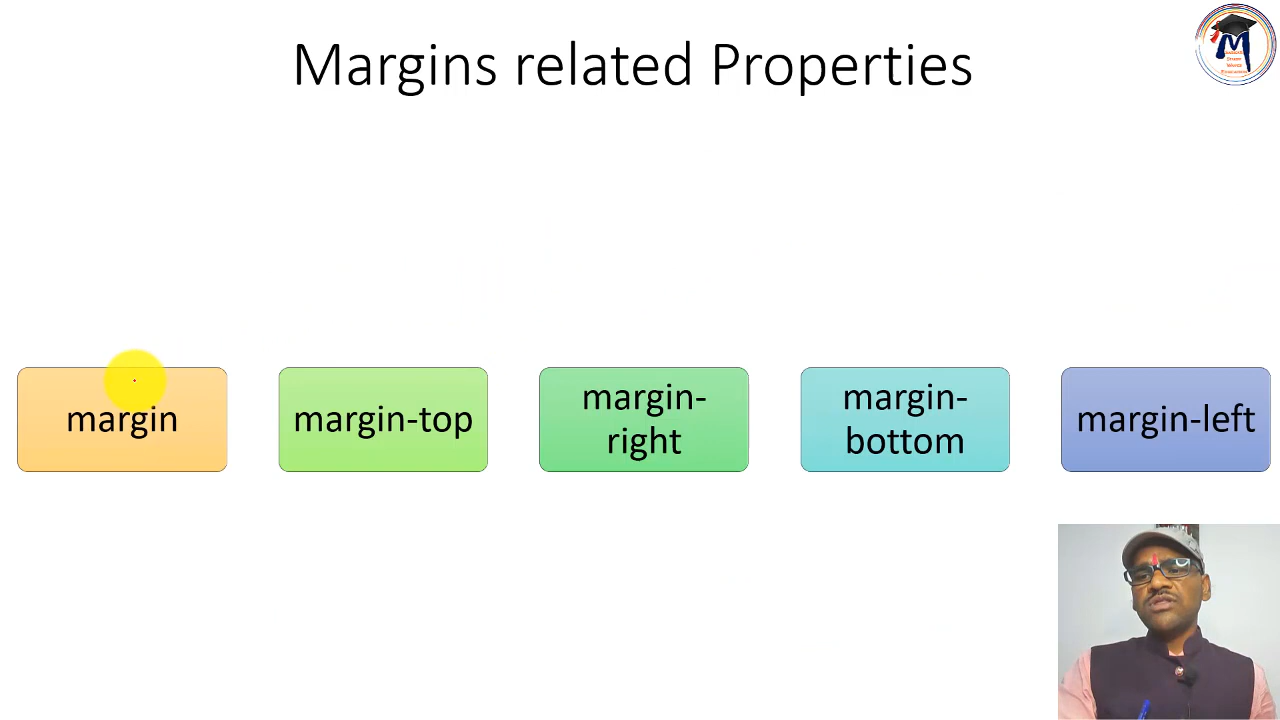 Margins related Properties
M
margin
margin-top
margin-
right
margin-
bottom
margin-left